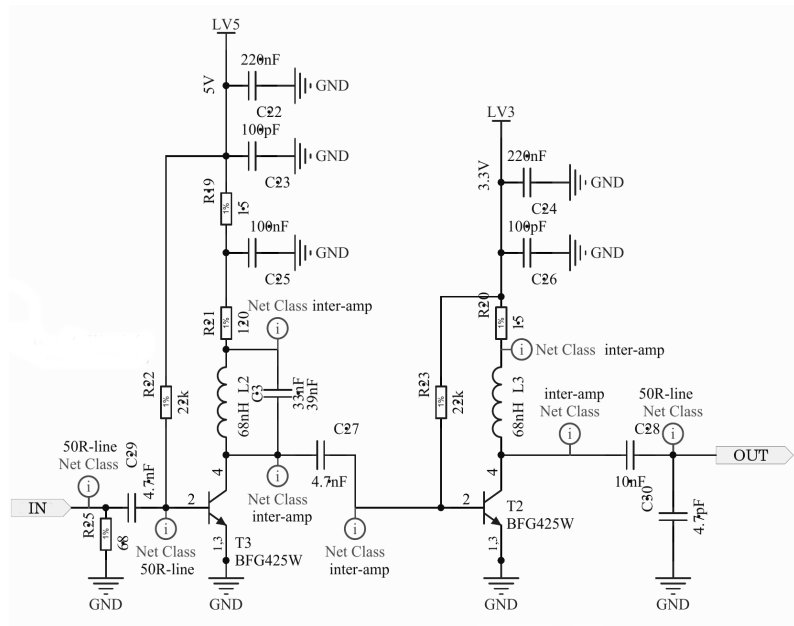 LV5
220nF
5V
GND
C22
100pF
GND
C23
R19
1%
15
100nF
GND
C25
Net Class inter-amp
R21
1%
120
i
R22
1%
22k
L2
68nH
C3
33nF
39nF
C27
4.7nF
4
50R-line
Net Class
i
C29
4.7nF
IN
2
R25
1%
68
i
Net Class
50R-line
i
Net Class
inter-amp
T3
BFG425W
1,3
i
Net Class
inter-amp
GND
GND
LV3
3.3V
220nF
GND
C24
100pF
GND
C26
R20
1%
15
i
Net Class inter-amp
R23
1%
22k
L3
68nH
inter-amp
Net Class
i
50R-line
Net Class
i
C28
10nF
OUT
4
2
T2
BFG425W
1,3
C30
4.7pF
GND
GND